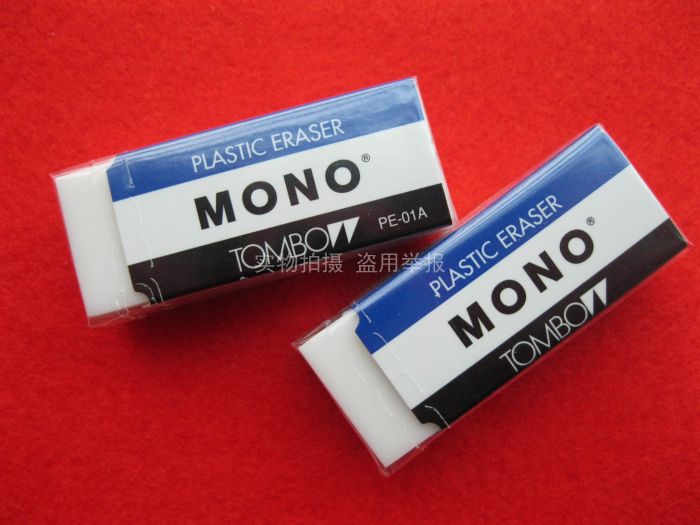 PLASTIC ERASER
MONO®
TOMBOW PE-01A
实物拍摄 盗用举报
PLASTIC ERASER
MONO®
TOMBOW